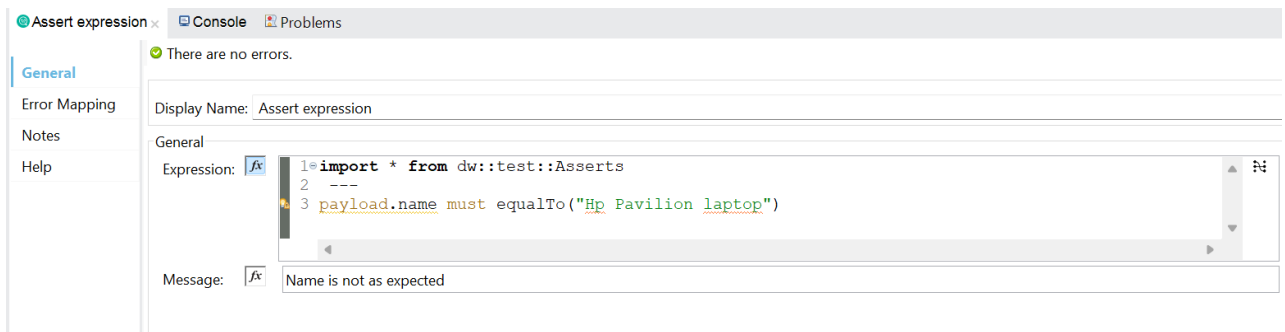 Assert expression Console Problems
There are no errors.
General
Error Mapping
Notes
Help
Display Name: Assert expression
General
Expression: fx
1 import * from dw::test::Asserts
2 ---
3 payload.name must equalTo("Hp Pavilion laptop")
Message: fx Name is not as expected